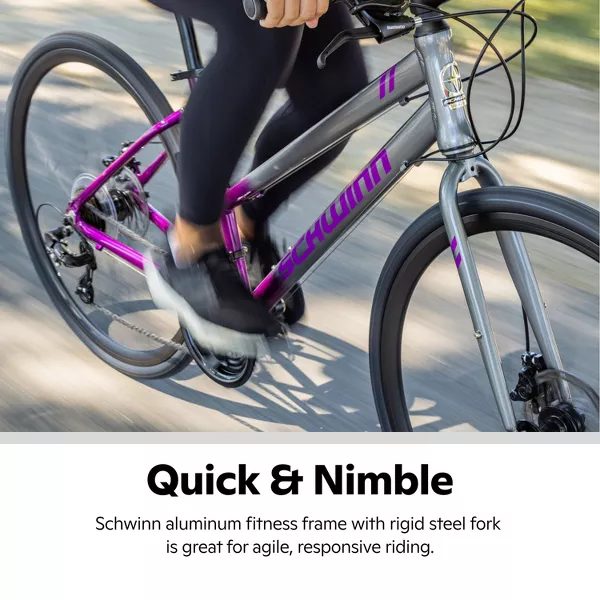 SCHWINN
Quick & Nimble
Schwinn aluminum fitness frame with rigid steel fork
is great for agile, responsive riding.